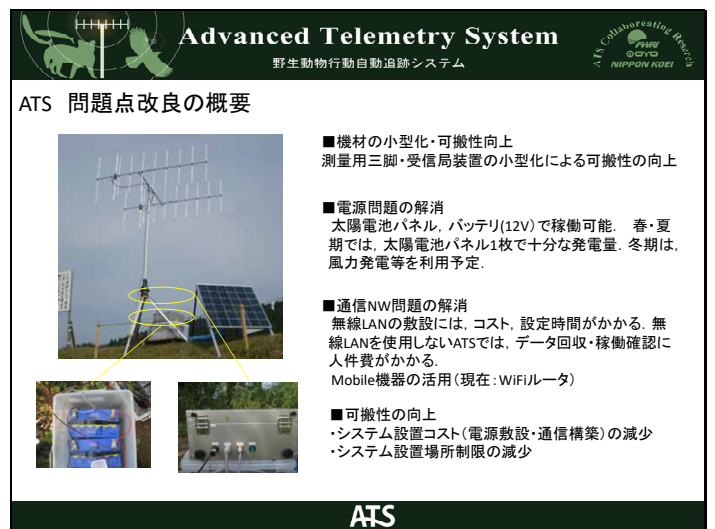 Advanced Telemetry System
野生動物行動自動追跡システム
ATS Collaboreating Research
PWRI
OYO
NIPPON KOEI
ATS 問題点改良の概要
■機材の小型化・可搬性向上
測量用三脚・受信局装置の小型化による可搬性の向上
■電源問題の解消
太陽電池パネル，バッテリ(12V)で稼働可能． 春・夏
期では，太陽電池パネル1枚で十分な発電量．冬期は，
風力発電等を利用予定．
■通信NW問題の解消
無線LANの敷設には，コスト，設定時間がかかる．無
線LANを使用しないATSでは，データ回収・稼働確認に
人件費がかかる．
Mobile機器の活用（現在：WiFiルータ）
■可搬性の向上
・システム設置コスト（電源敷設・通信構築）の減少
・システム設置場所制限の減少
ATS